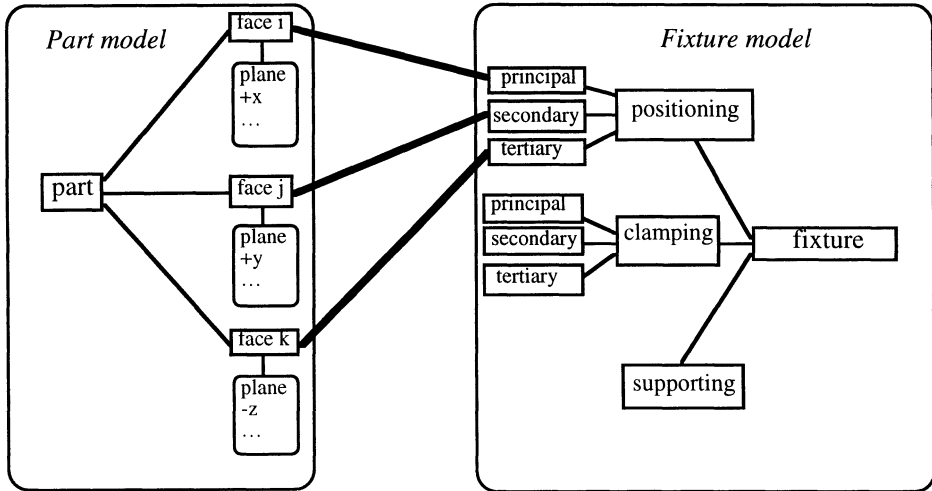 Part model
face i
plane
+x
...
part
face j
plane
+y
...
face k
plane
-z
...
Fixture model
principal
secondary
tertiary
positioning
principal
secondary
tertiary
clamping
fixture
supporting